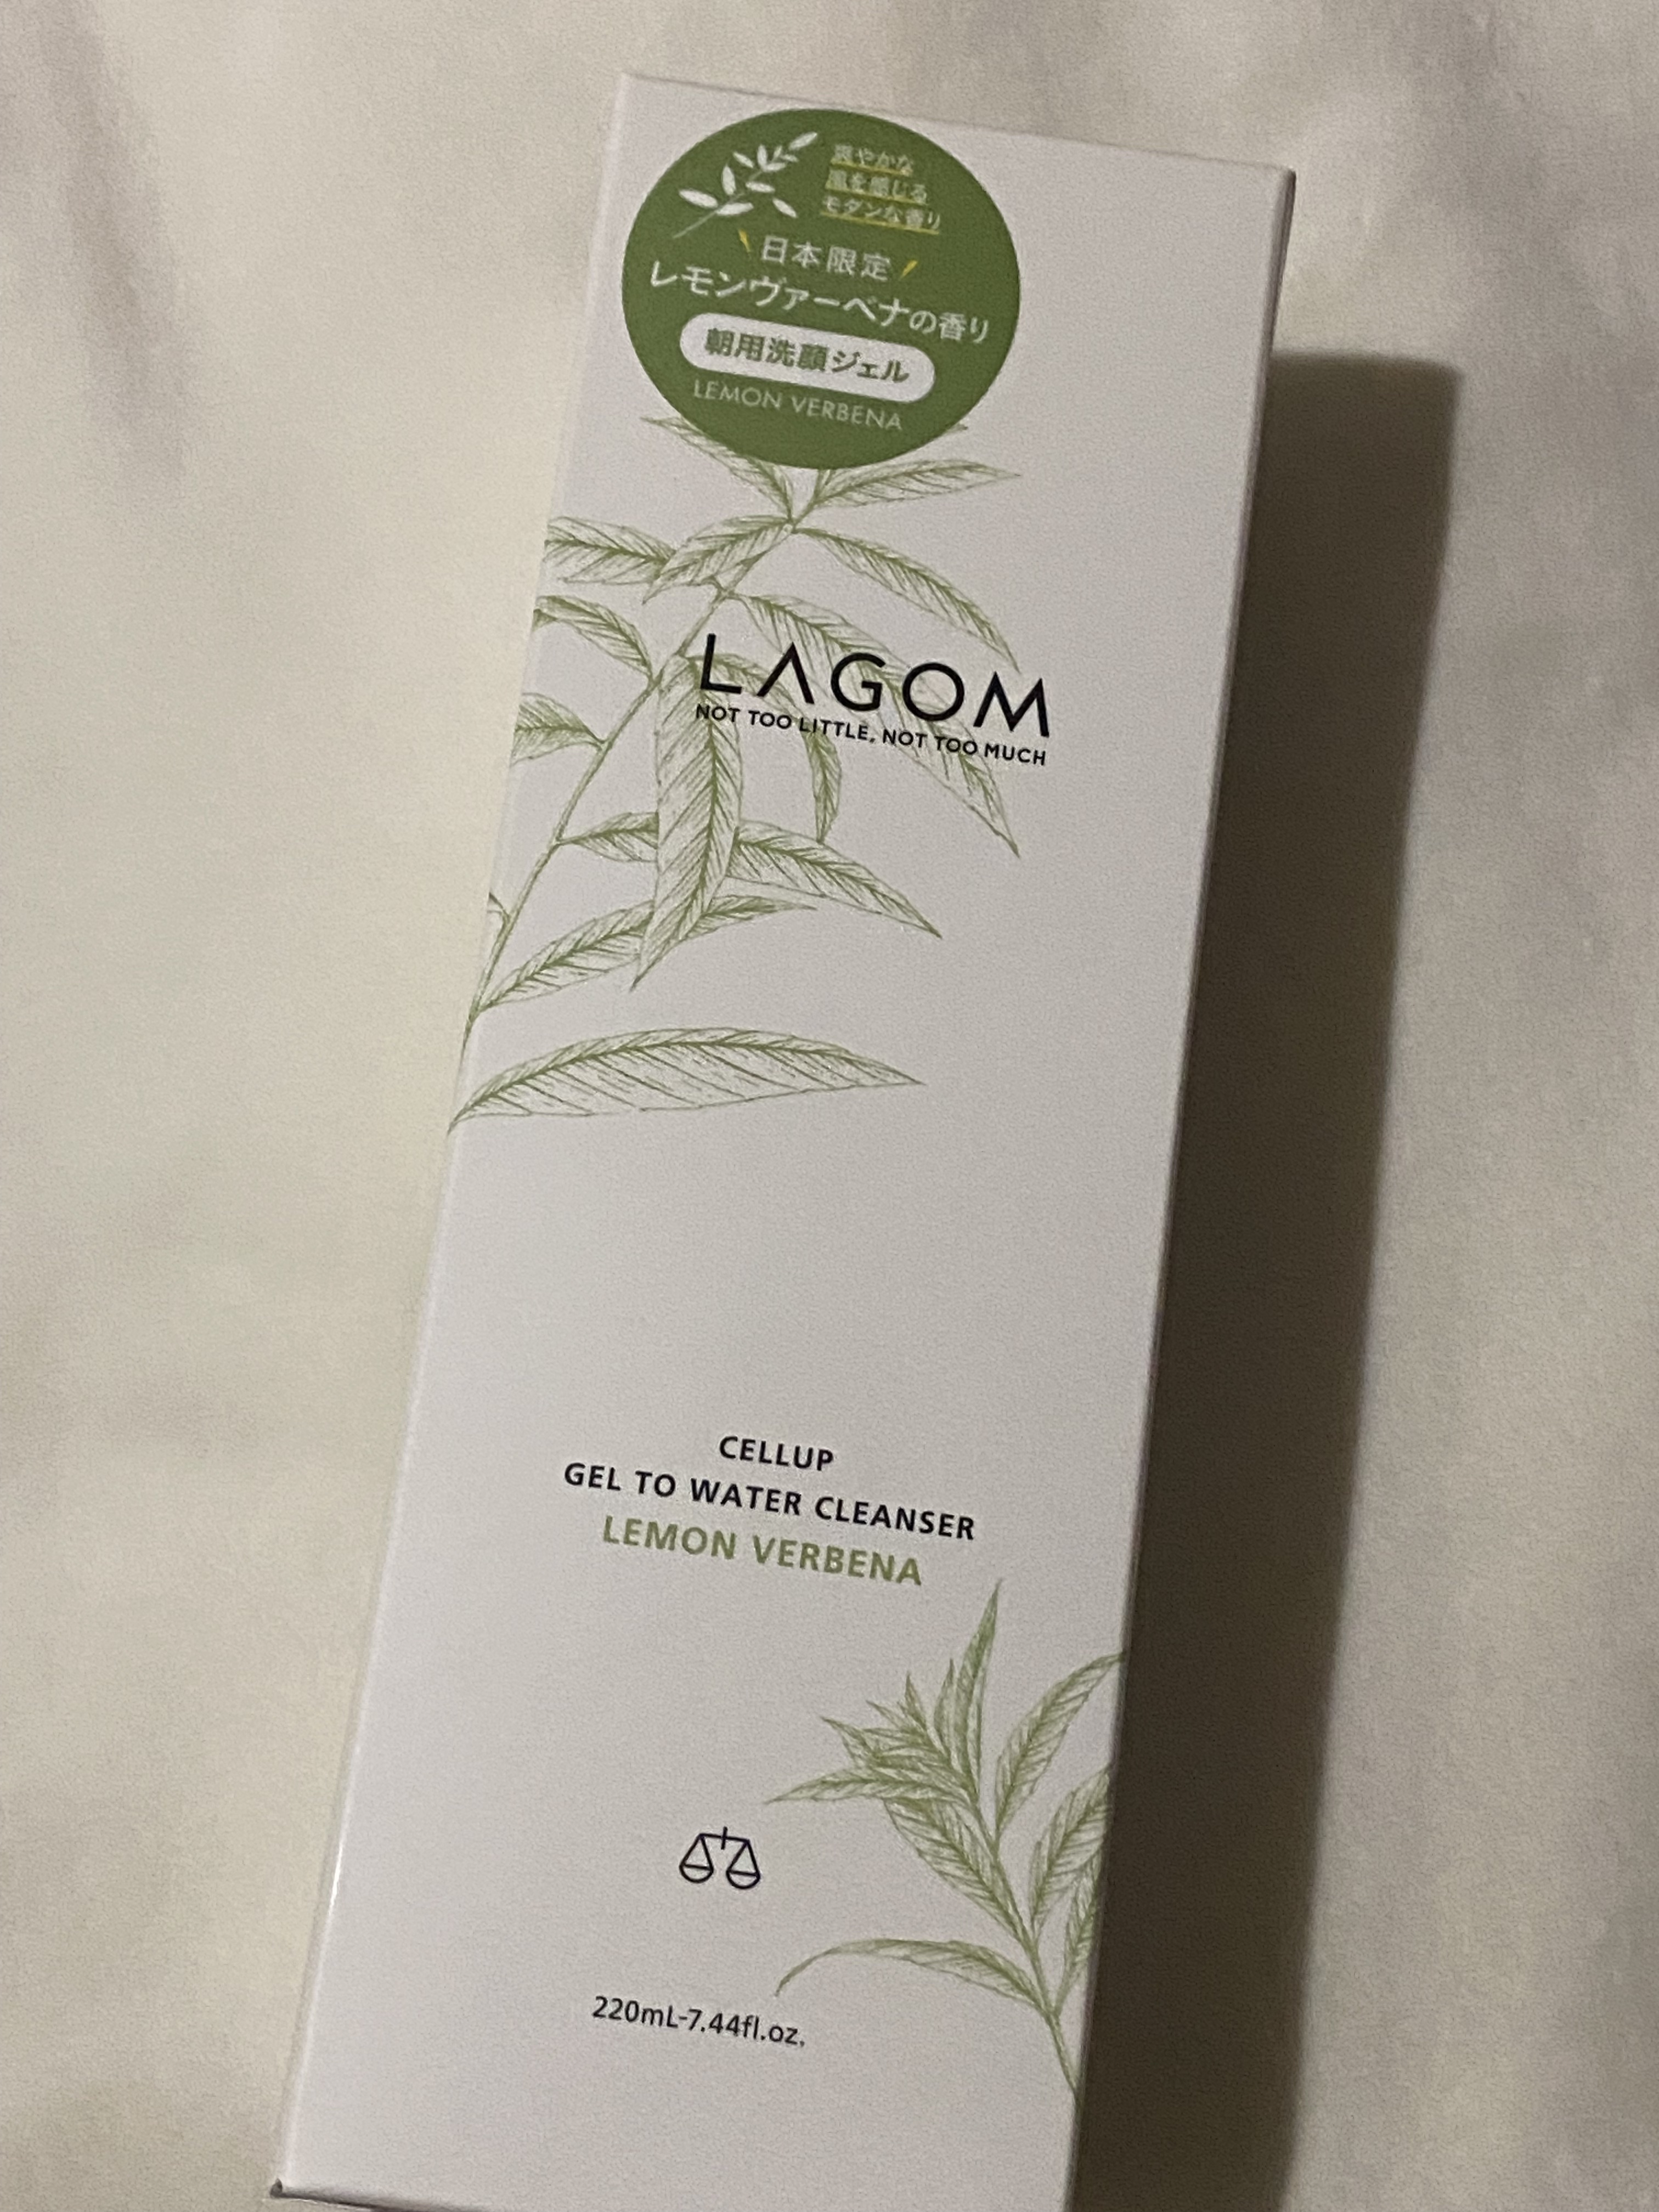 爽やかな
風を感じる
モダンな香り
日本限定
レモンヴァーベナの香り
朝用洗顔ジェル
LEMON VERBENA
LAGOM
NOT TOO LITTLE, NOT TOO MUCH
CELLUP
GEL TO WATER CLEANSER
LEMON VERBENA
220mL-7.44fl.oz.